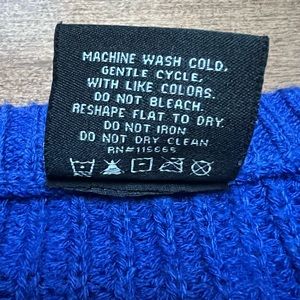 MACHINE WASH COLD,
GENTLE CYCLE,
WITH LIKE COLORS.
DO NOT BLEACH.
RESHAPE FLAT TO DRY.
DO NOT IRON
DO NOT DRY CLEAN
RN#115665